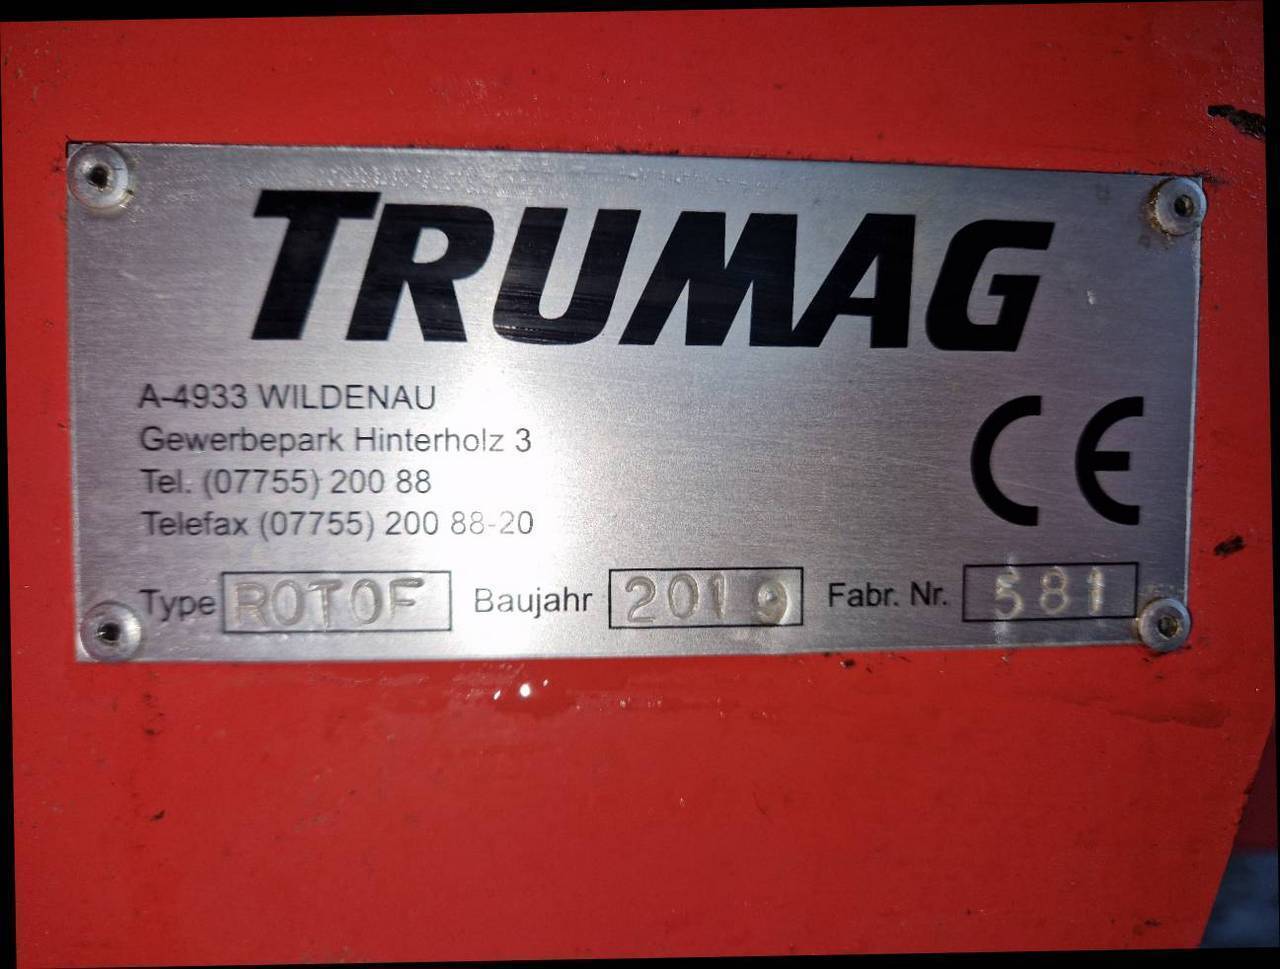 TRUMAG
A-4933 WILDENAU
Gewerbepark Hinterholz 3
Tel. (07755) 200 88
Telefax (07755) 200 88-20
CE
Type ROTOF Baujahr 2019 Fabr. Nr. 581